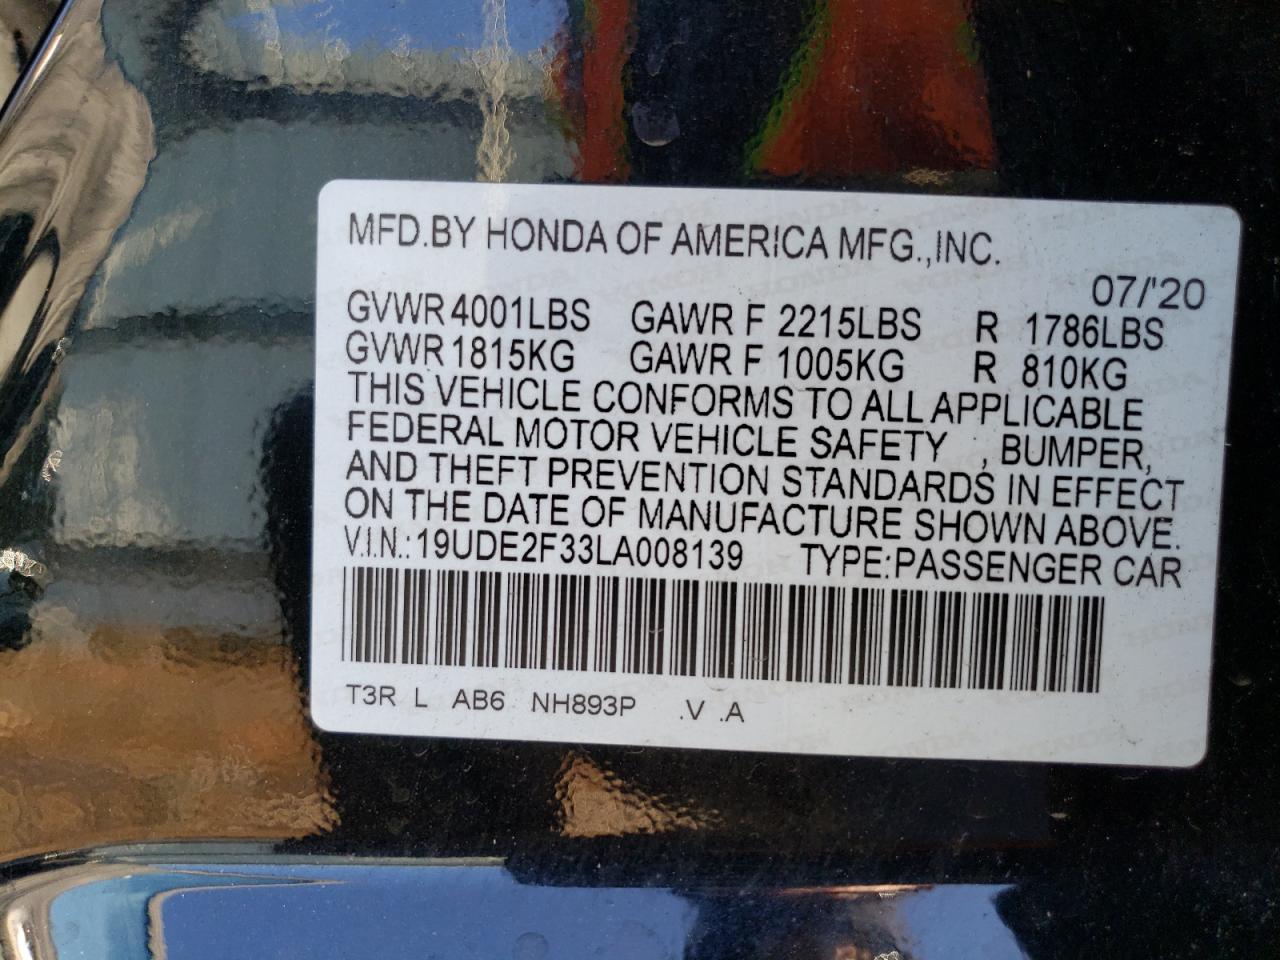 MFD.BY HONDA OF AMERICA MFG.,INC.
07/'20
GVWR 4001LBS GAWR F 2215LBS R 1786LBS
GVWR 1815KG GAWR F 1005KG R 810KG
THIS VEHICLE CONFORMS TO ALL APPLICABLE
FEDERAL MOTOR VEHICLE SAFETY , BUMPER,
AND THEFT PREVENTION STANDARDS IN EFFECT
ON THE DATE OF MANUFACTURE SHOWN ABOVE.
V.I.N.:19UDE2F33LA008139 TYPE:PASSENGER CAR
T3R L AB6 NH893P .V .A